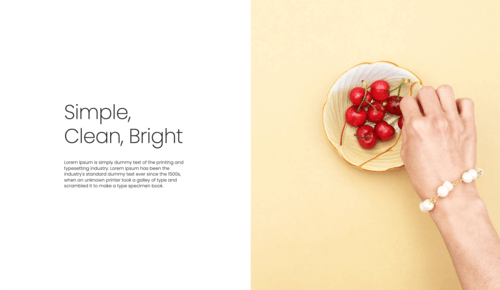 Simple,
Clean, Bright
Lorem Ipsum is simply dummy text of the printing and
typesetting industry. Lorem Ipsum has been the
industry's standard dummy text ever since the 1500s,
when an unknown printer took a galley of type and
scrambled it to make a type specimen book.